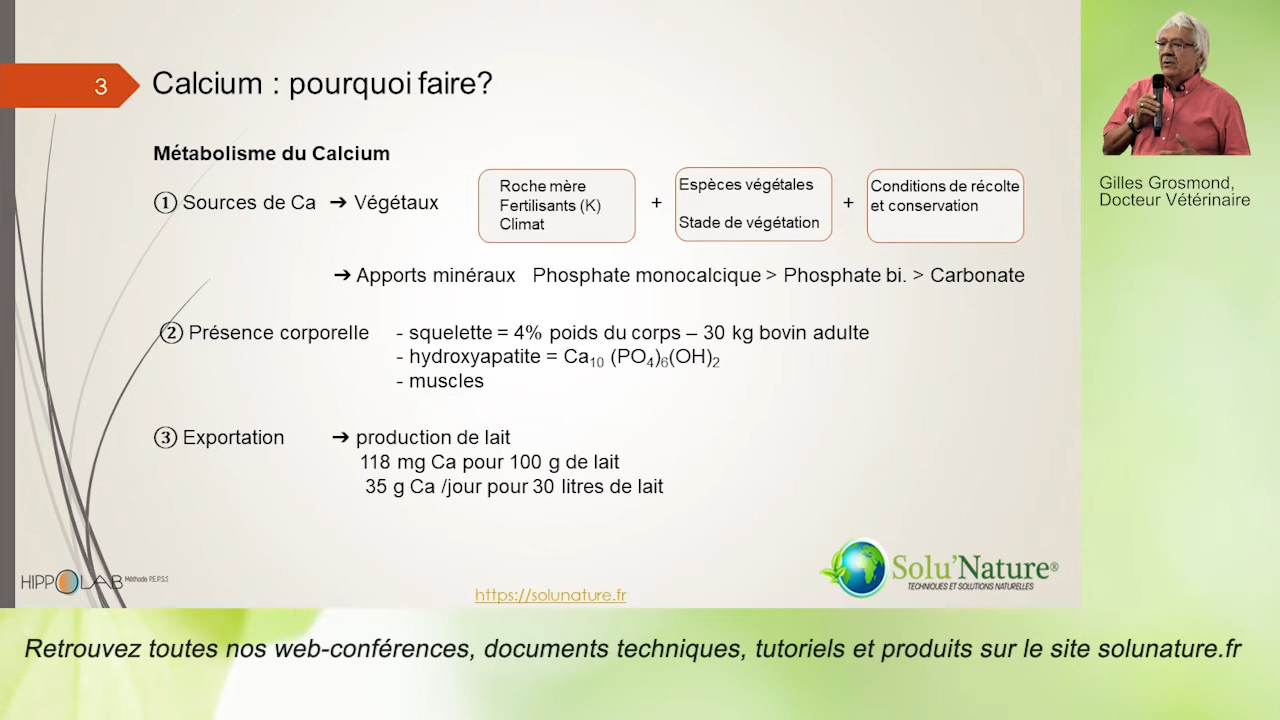 3
Calcium : pourquoi faire?
Métabolisme du Calcium
① Sources de Ca ➔ Végétaux
Roche mère
Fertilisants (K)
Climat
+
Espèces végétales
Stade de végétation
+
Conditions de récolte
et conservation
➔ Apports minéraux Phosphate monocalcique > Phosphate bi. > Carbonate
② Présence corporelle - squelette = 4% poids du corps – 30 kg bovin adulte
- hydroxyapatite = Ca₁₀ (PO₄)₆(OH)₂
- muscles
③ Exportation ➔ production de lait
118 mg Ca pour 100 g de lait
35 g Ca /jour pour 30 litres de lait
HIPPOLAB Méthode P.E.P.S.S
https://solunature.fr
Solu'Nature®
TECHNIQUES ET SOLUTIONS NATURELLES
Gilles Grosmond,
Docteur Vétérinaire
Retrouvez toutes nos web-conférences, documents techniques, tutoriels et produits sur le site solunature.fr